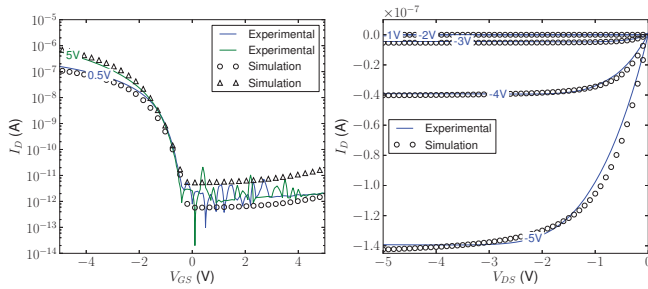 10⁻⁵
10⁻⁶
10⁻⁷
10⁻⁸
10⁻⁹
10⁻¹⁰
10⁻¹¹
10⁻¹²
10⁻¹³
10⁻¹⁴
I_D (A)
5V
0.5V
Experimental
Experimental
Simulation
Simulation
−4 −2 0 2 4
V_GS (V)
×10⁻⁷
0.0
−0.2
−0.4
−0.6
−0.8
−1.0
−1.2
−1.4
I_D (A)
-1V -2V -3V
-4V
Experimental
Simulation
-5V
−5 −4 −3 −2 −1 0
V_DS (V)